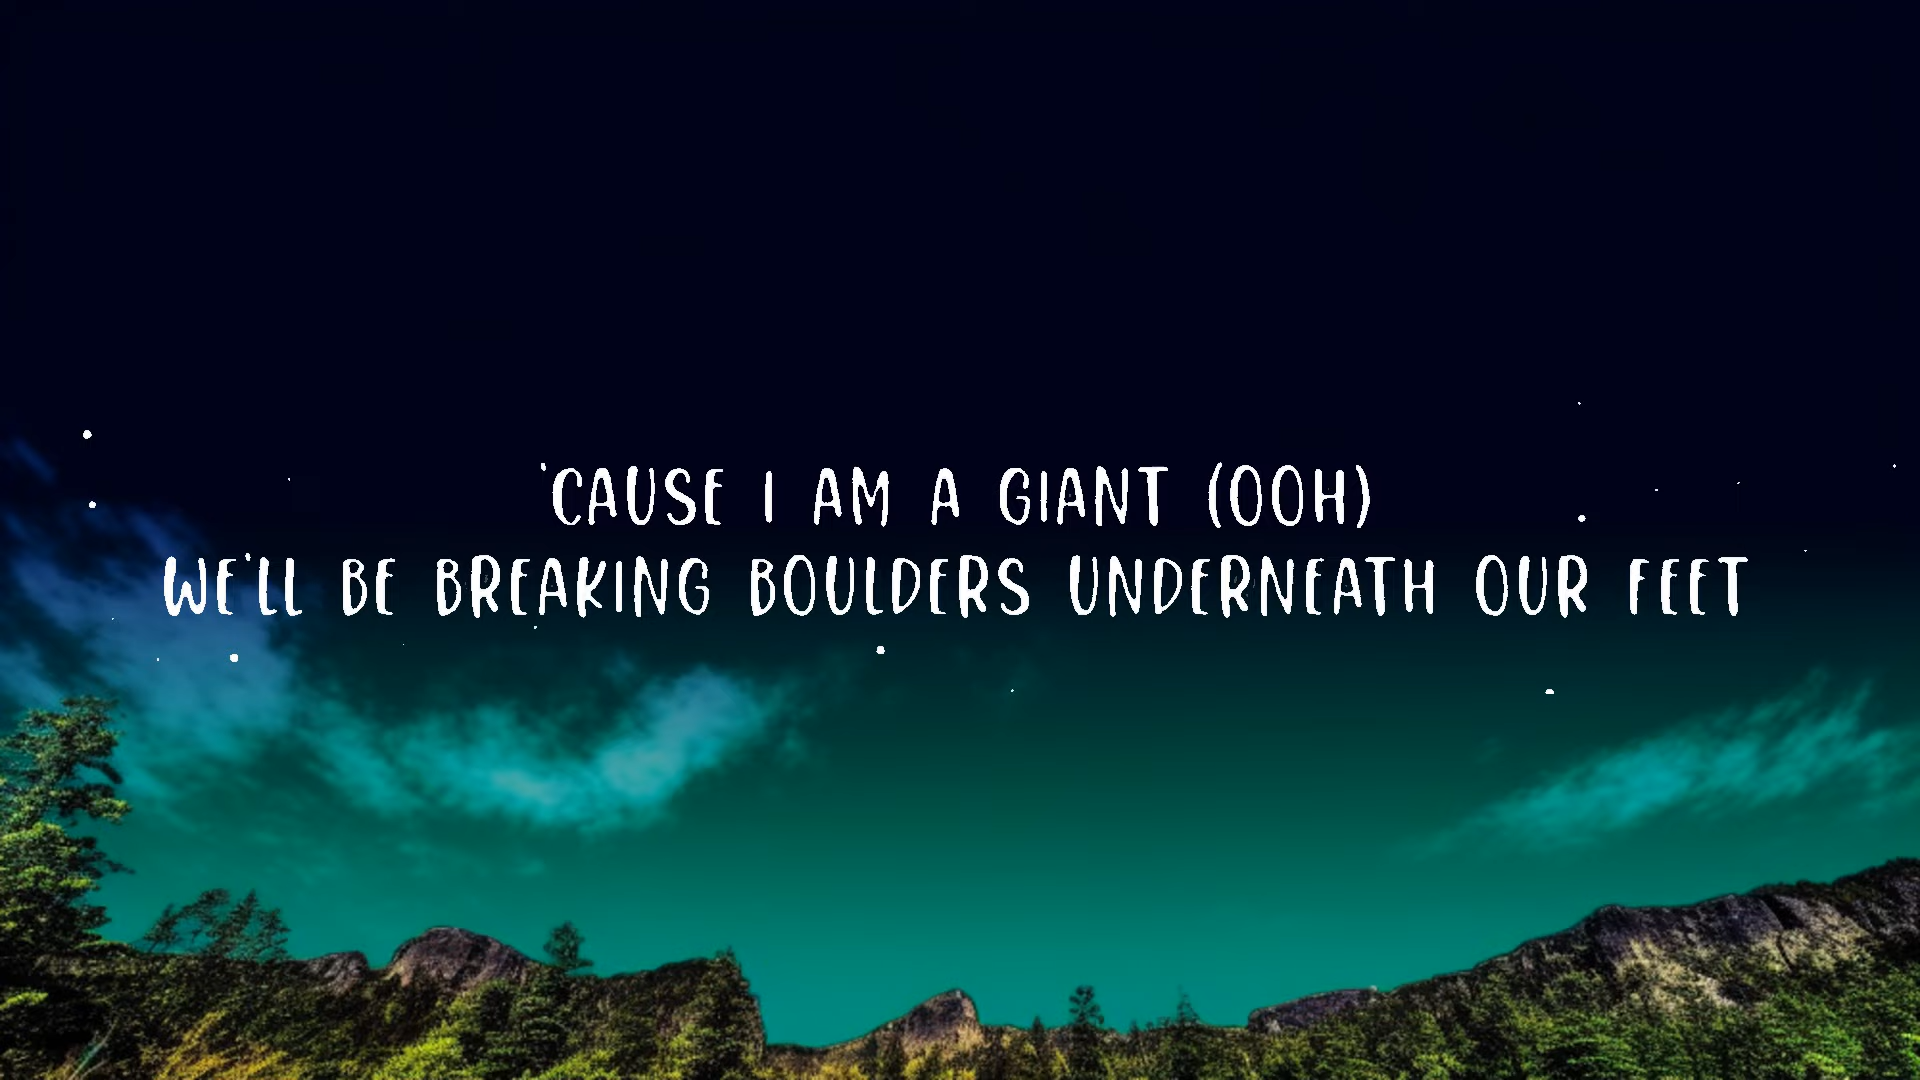 'CAUSE I AM A GIANT (OOH)
WE'LL BE BREAKING BOULDERS UNDERNEATH OUR FEET